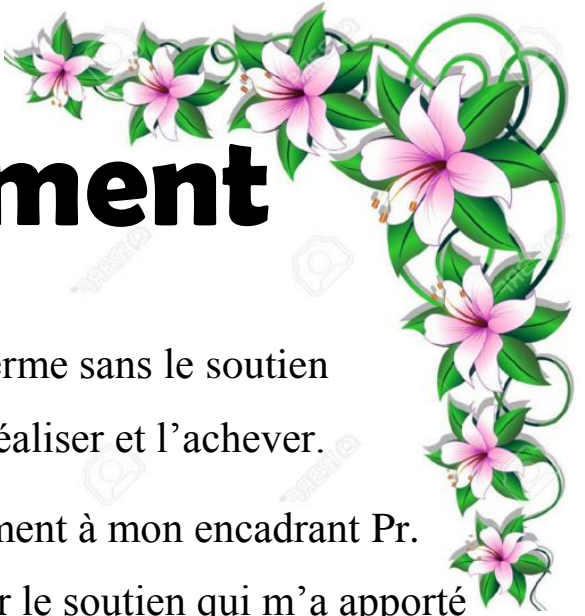 ment
erme sans le soutien
éaliser et l’achever.
ment à mon encadrant Pr.
r le soutien qui m’a apporté